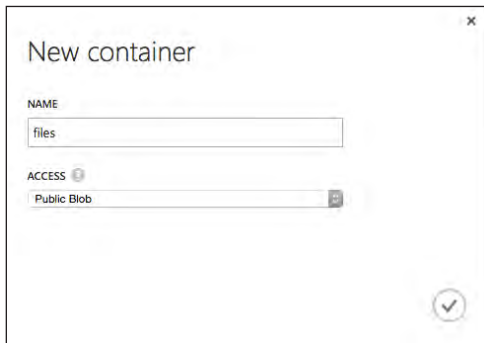 New container
NAME
files
ACCESS
Public Blob